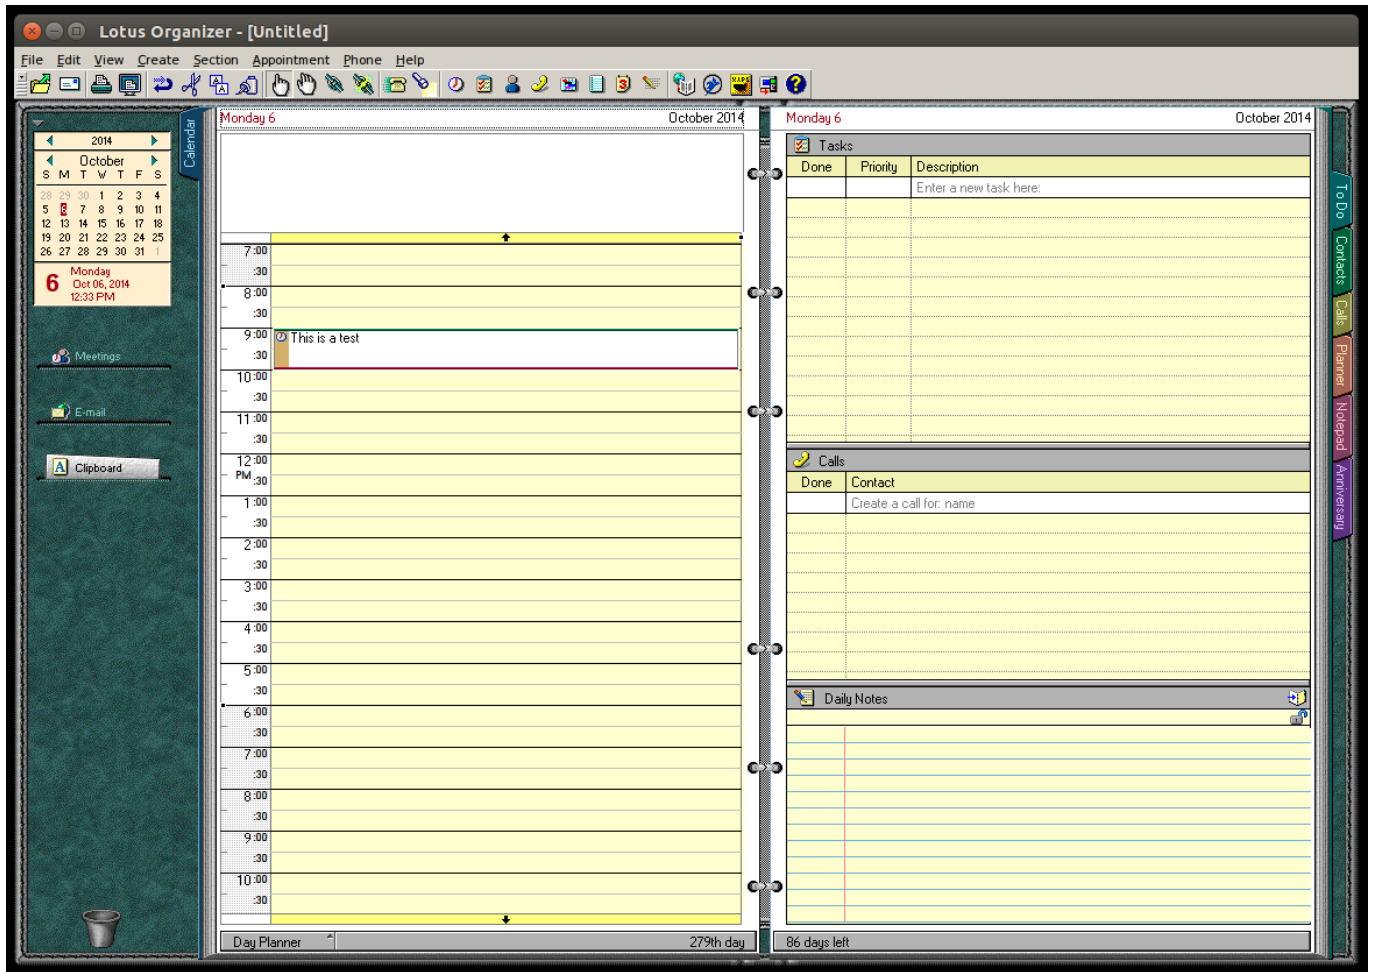 Lotus Organizer - [Untitled]
File Edit View Create Section Appointment Phone Help
2014
October
S M T W T F S
28 29 30 1 2 3 4
5 6 7 8 9 10 11
12 13 14 15 16 17 18
19 20 21 22 23 24 25
26 27 28 29 30 31 1
6
Monday
Oct 06, 2014
12:33 PM
Meetings
E-mail
Clipboard
Calendar
Monday 6 October 2014
7:00
:30
8:00
:30
9:00 This is a test
:30
10:00
:30
11:00
:30
12:00
PM :30
1:00
:30
2:00
:30
3:00
:30
4:00
:30
5:00
:30
6:00
:30
7:00
:30
8:00
:30
9:00
:30
10:00
:30
Day Planner 279th day
Monday 6 October 2014
Tasks
Done Priority Description
Enter a new task here:
Calls
Done Contact
Create a call for: name
Daily Notes
86 days left
To Do
Contacts
Calls
Planner
Notepad
Anniversary